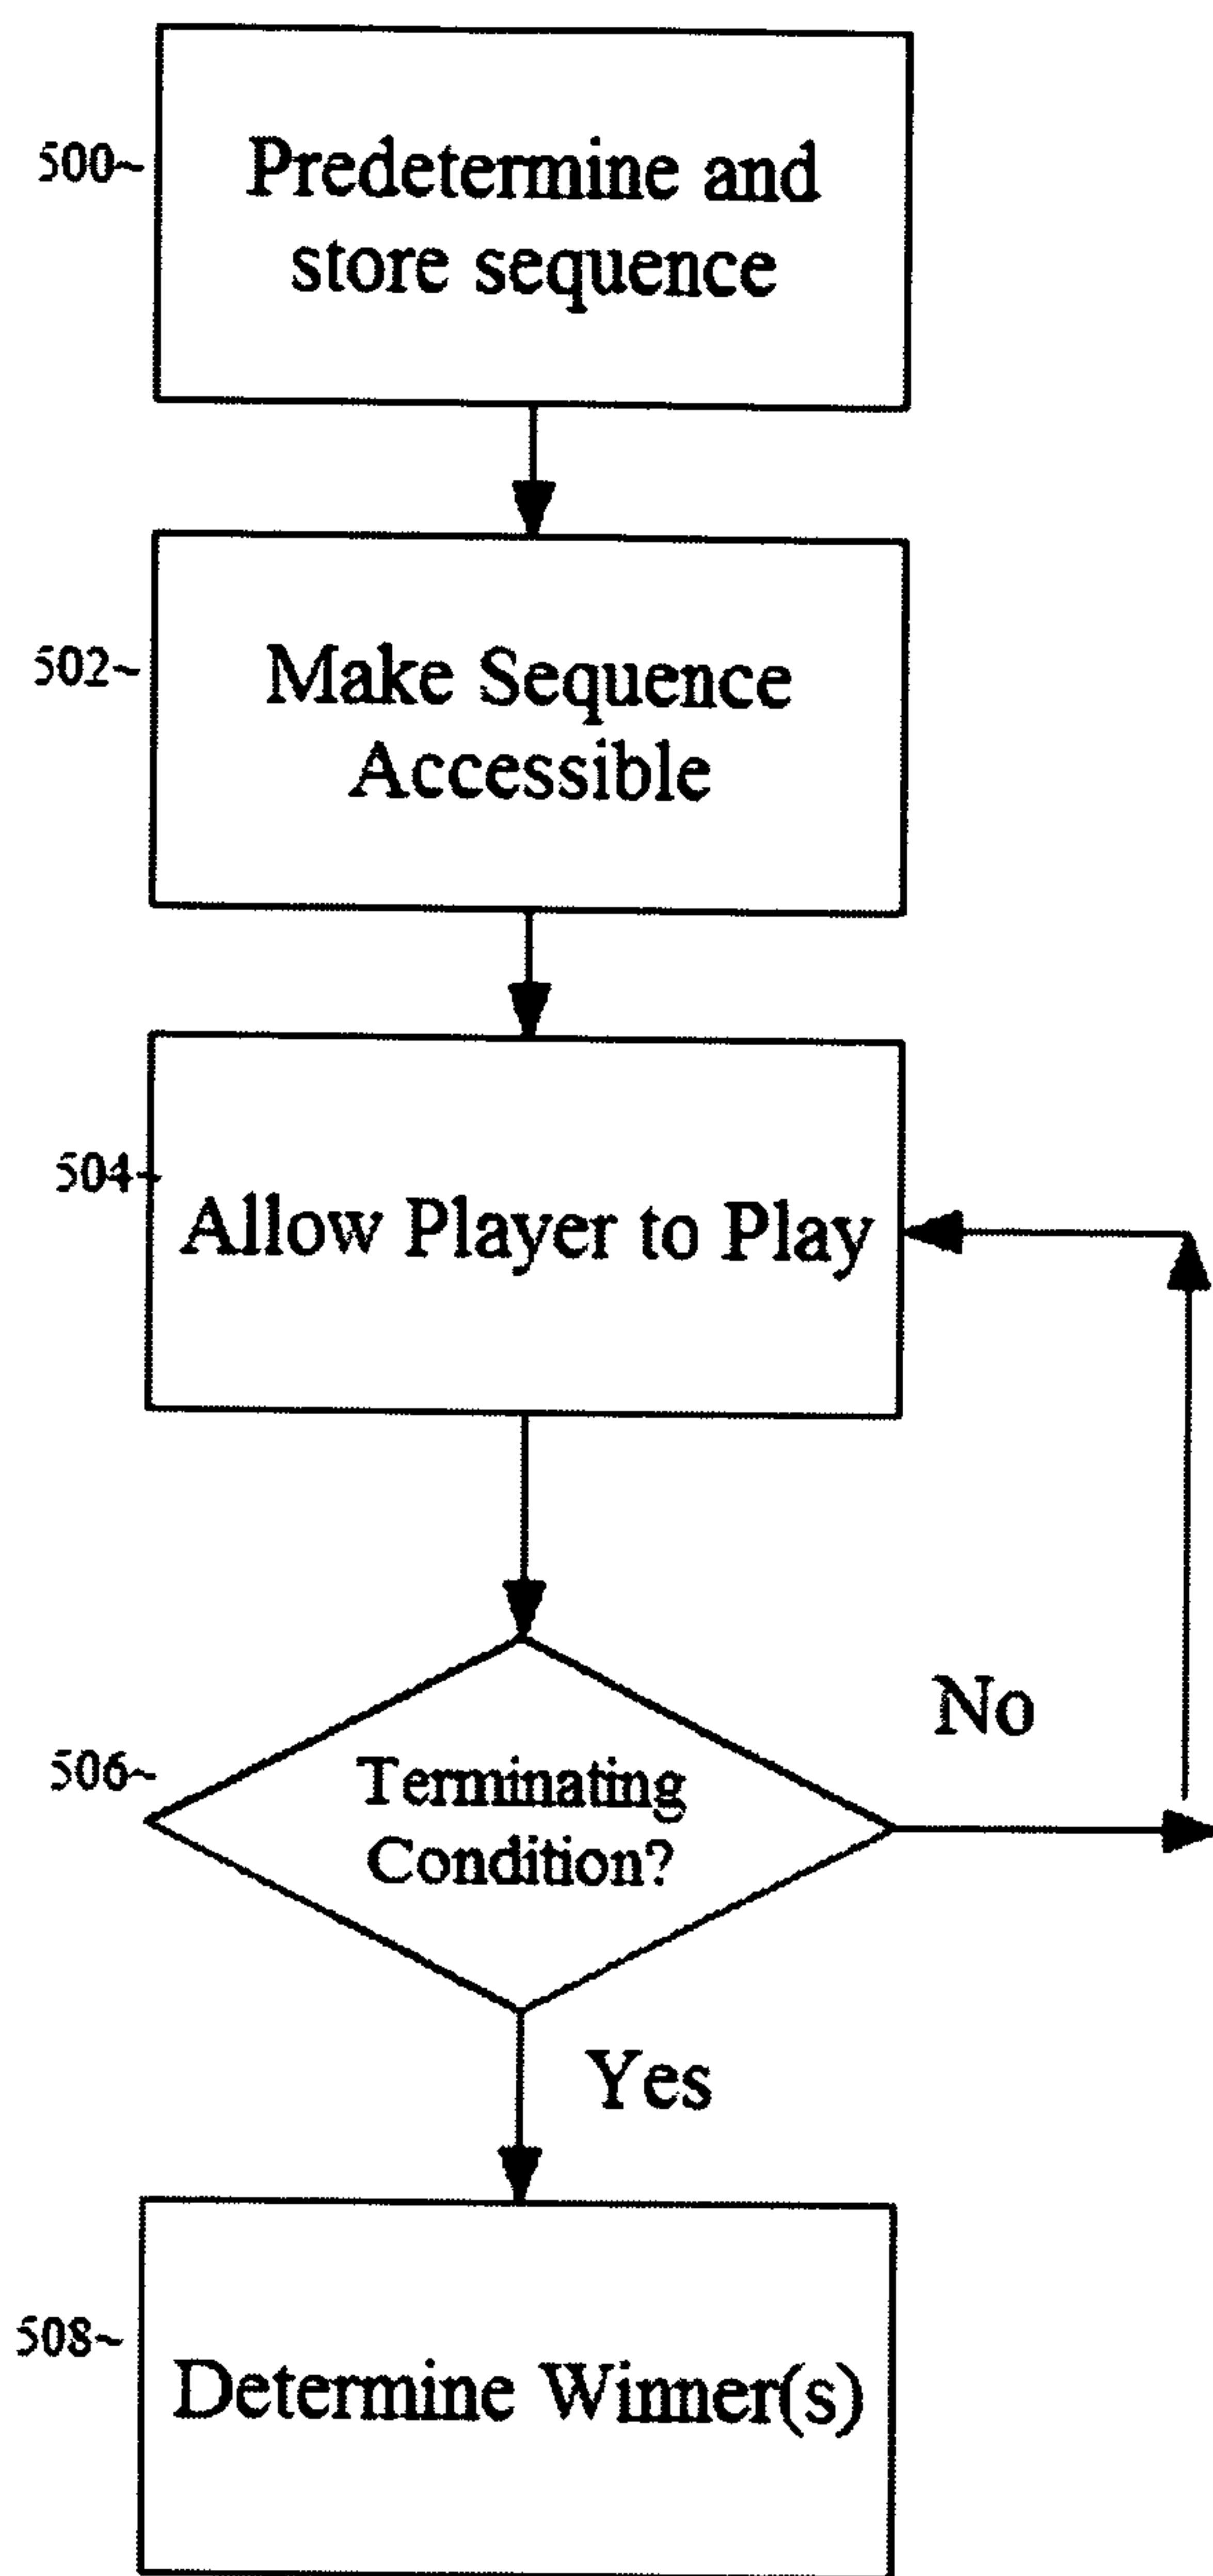 500~
Predetermine and
store sequence
502~
Make Sequence
Accessible
504~
Allow Player to Play
506~
Terminating
Condition?
No
Yes
508~
Determine Winner(s)